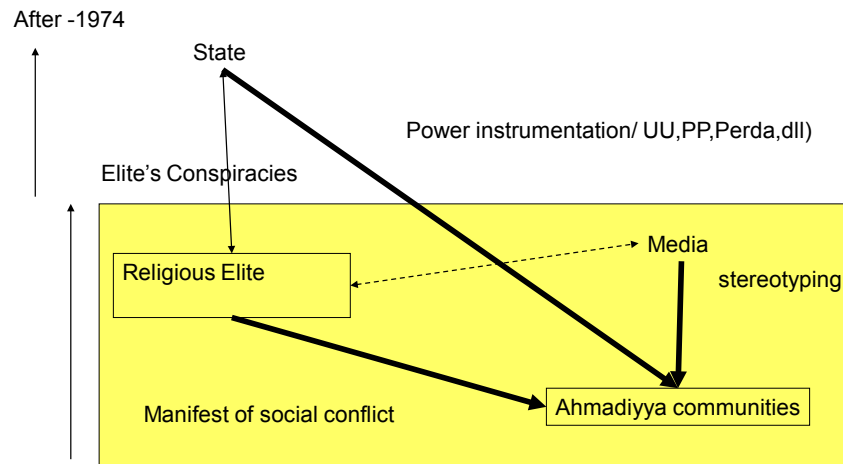 After -1974
State
Power instrumentation/ UU,PP,Perda,dll)
Elite's Conspiracies
Media
Religious Elite
stereotyping
Ahmadiyya communities
Manifest of social conflict